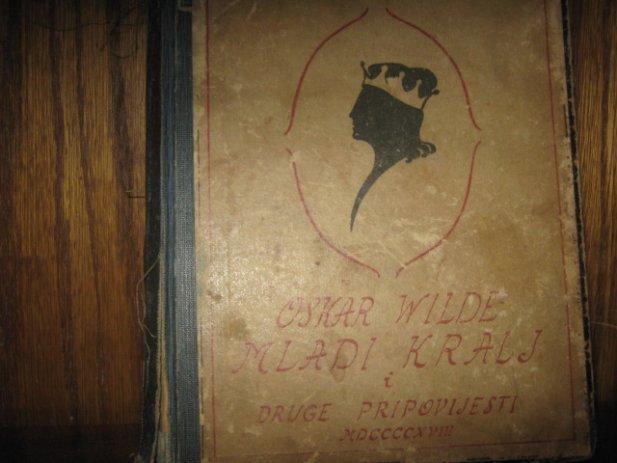 OSKAR WILDE
MLADI KRALJ
i
DRUGE PRIPOVIJESTI
MDCCCCXVIII